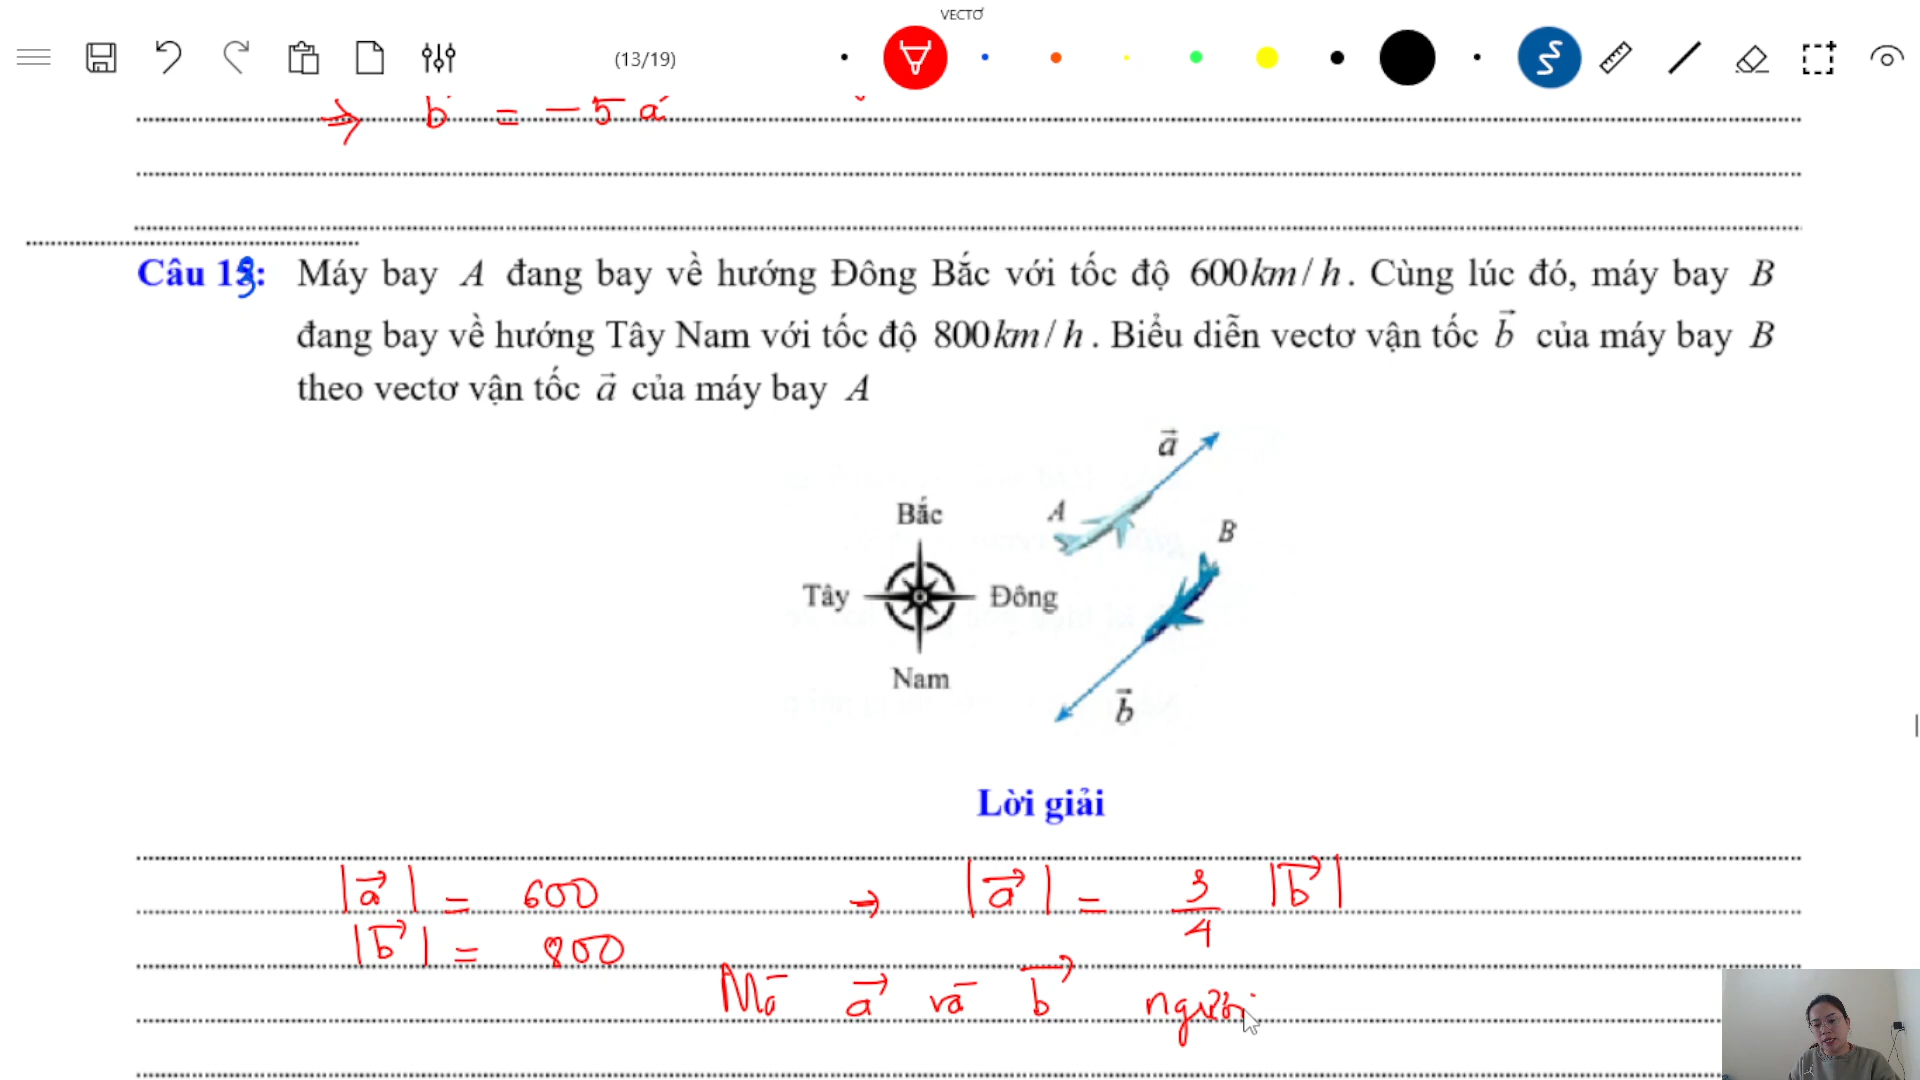 VECTƠ
(13/19)
⇒ b = -5 a
Câu 13: Máy bay A đang bay về hướng Đông Bắc với tốc độ 600km/h. Cùng lúc đó, máy bay B
đang bay về hướng Tây Nam với tốc độ 800km/h. Biểu diễn vectơ vận tốc b⃗ của máy bay B
theo vectơ vận tốc a⃗ của máy bay A
a⃗
A
Bắc
B
Tây
Đông
Nam
b⃗
Lời giải
|a⃗| = 600 → |a⃗| = 3/4 |b⃗|
|b⃗| = 800
Mà a⃗ và b⃗ ngược